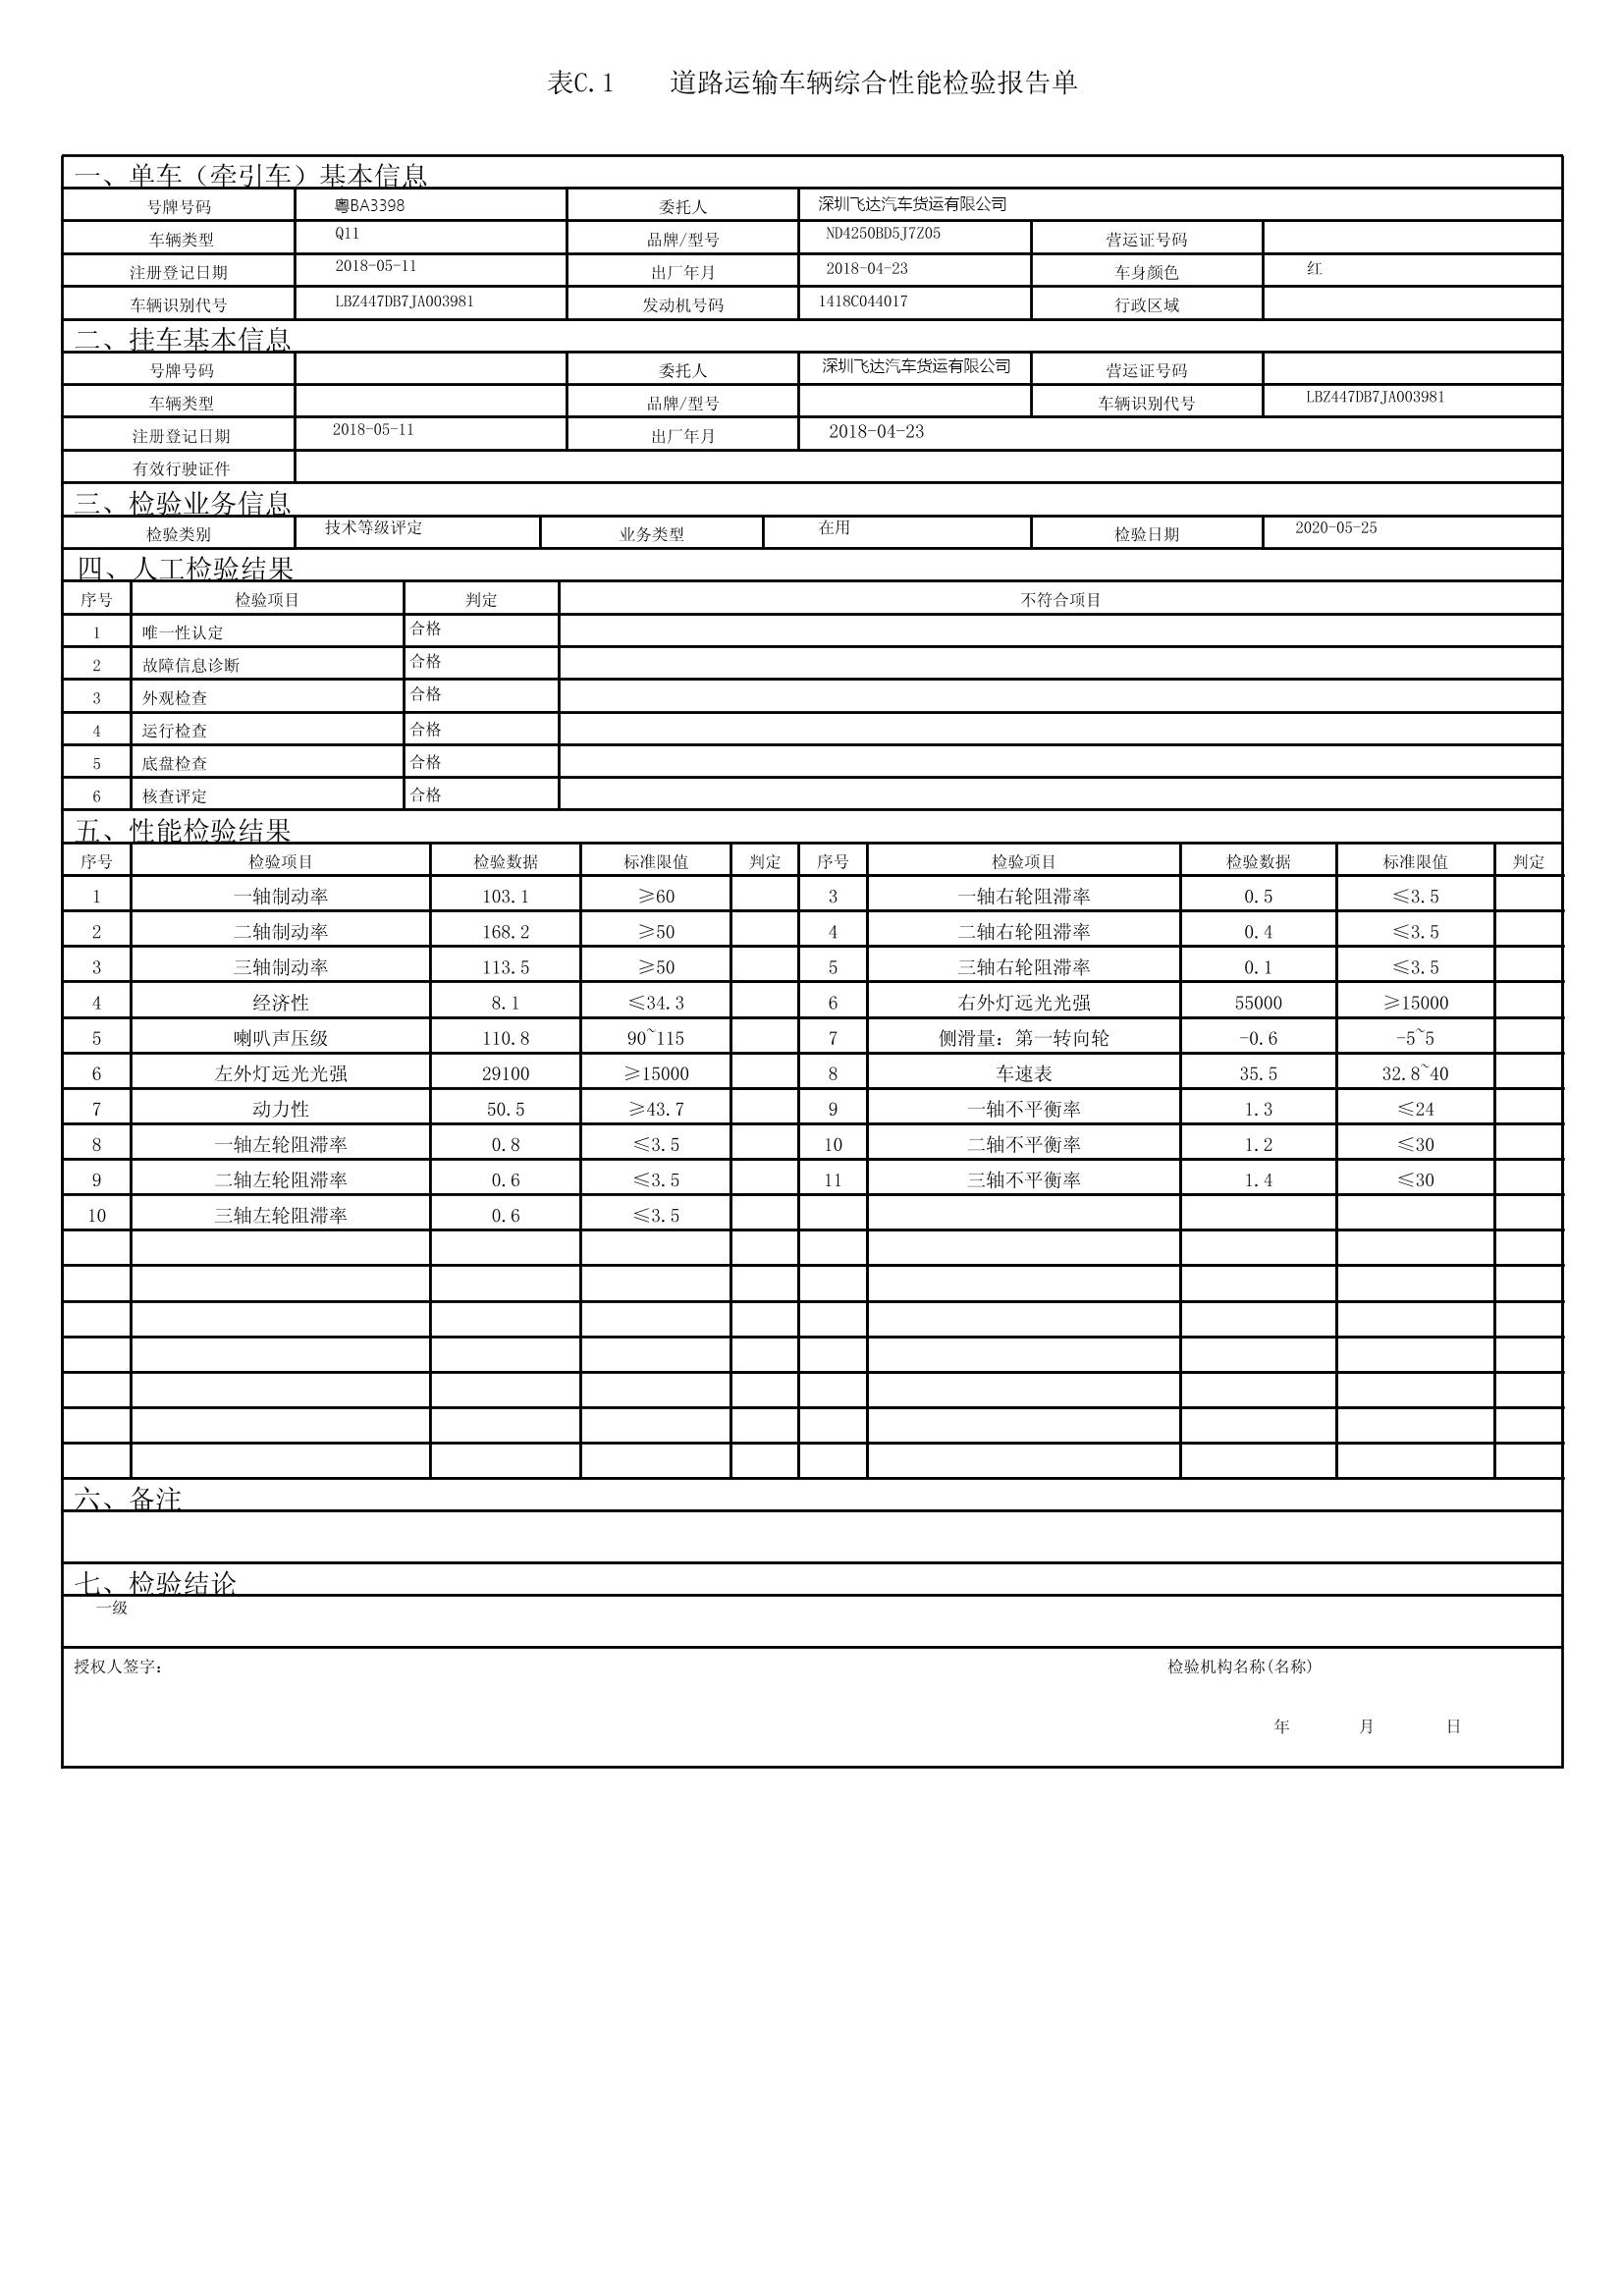 表C.1 道路运输车辆综合性能检验报告单
一、单车（牵引车）基本信息
号牌号码 粤BA3398 委托人 深圳飞达汽车货运有限公司
车辆类型 Q11 品牌/型号 ND4250BD5J7Z05 营运证号码
注册登记日期 2018-05-11 出厂年月 2018-04-23 车身颜色 红
车辆识别代号 LBZ447DB7JA003981 发动机号码 1418C044017 行政区域
二、挂车基本信息
号牌号码 委托人 深圳飞达汽车货运有限公司 营运证号码
车辆类型 品牌/型号 车辆识别代号 LBZ447DB7JA003981
注册登记日期 2018-05-11 出厂年月 2018-04-23
有效行驶证件
三、检验业务信息
检验类别 技术等级评定 业务类型 在用 检验日期 2020-05-25
四、人工检验结果
序号 检验项目 判定 不符合项目
1 唯一性认定 合格
2 故障信息诊断 合格
3 外观检查 合格
4 运行检查 合格
5 底盘检查 合格
6 核查评定 合格
五、性能检验结果
序号 检验项目 检验数据 标准限值 判定 序号 检验项目 检验数据 标准限值 判定
1 一轴制动率 103.1 ≥60 3 一轴右轮阻滞率 0.5 ≤3.5
2 二轴制动率 168.2 ≥50 4 二轴右轮阻滞率 0.4 ≤3.5
3 三轴制动率 113.5 ≥50 5 三轴右轮阻滞率 0.1 ≤3.5
4 经济性 8.1 ≤34.3 6 右外灯远光光强 55000 ≥15000
5 喇叭声压级 110.8 90~115 7 侧滑量：第一转向轮 -0.6 -5~5
6 左外灯远光光强 29100 ≥15000 8 车速表 35.5 32.8~40
7 动力性 50.5 ≥43.7 9 一轴不平衡率 1.3 ≤24
8 一轴左轮阻滞率 0.8 ≤3.5 10 二轴不平衡率 1.2 ≤30
9 二轴左轮阻滞率 0.6 ≤3.5 11 三轴不平衡率 1.4 ≤30
10 三轴左轮阻滞率 0.6 ≤3.5
六、备注
七、检验结论
一级
授权人签字： 检验机构名称(名称)
年 月 日